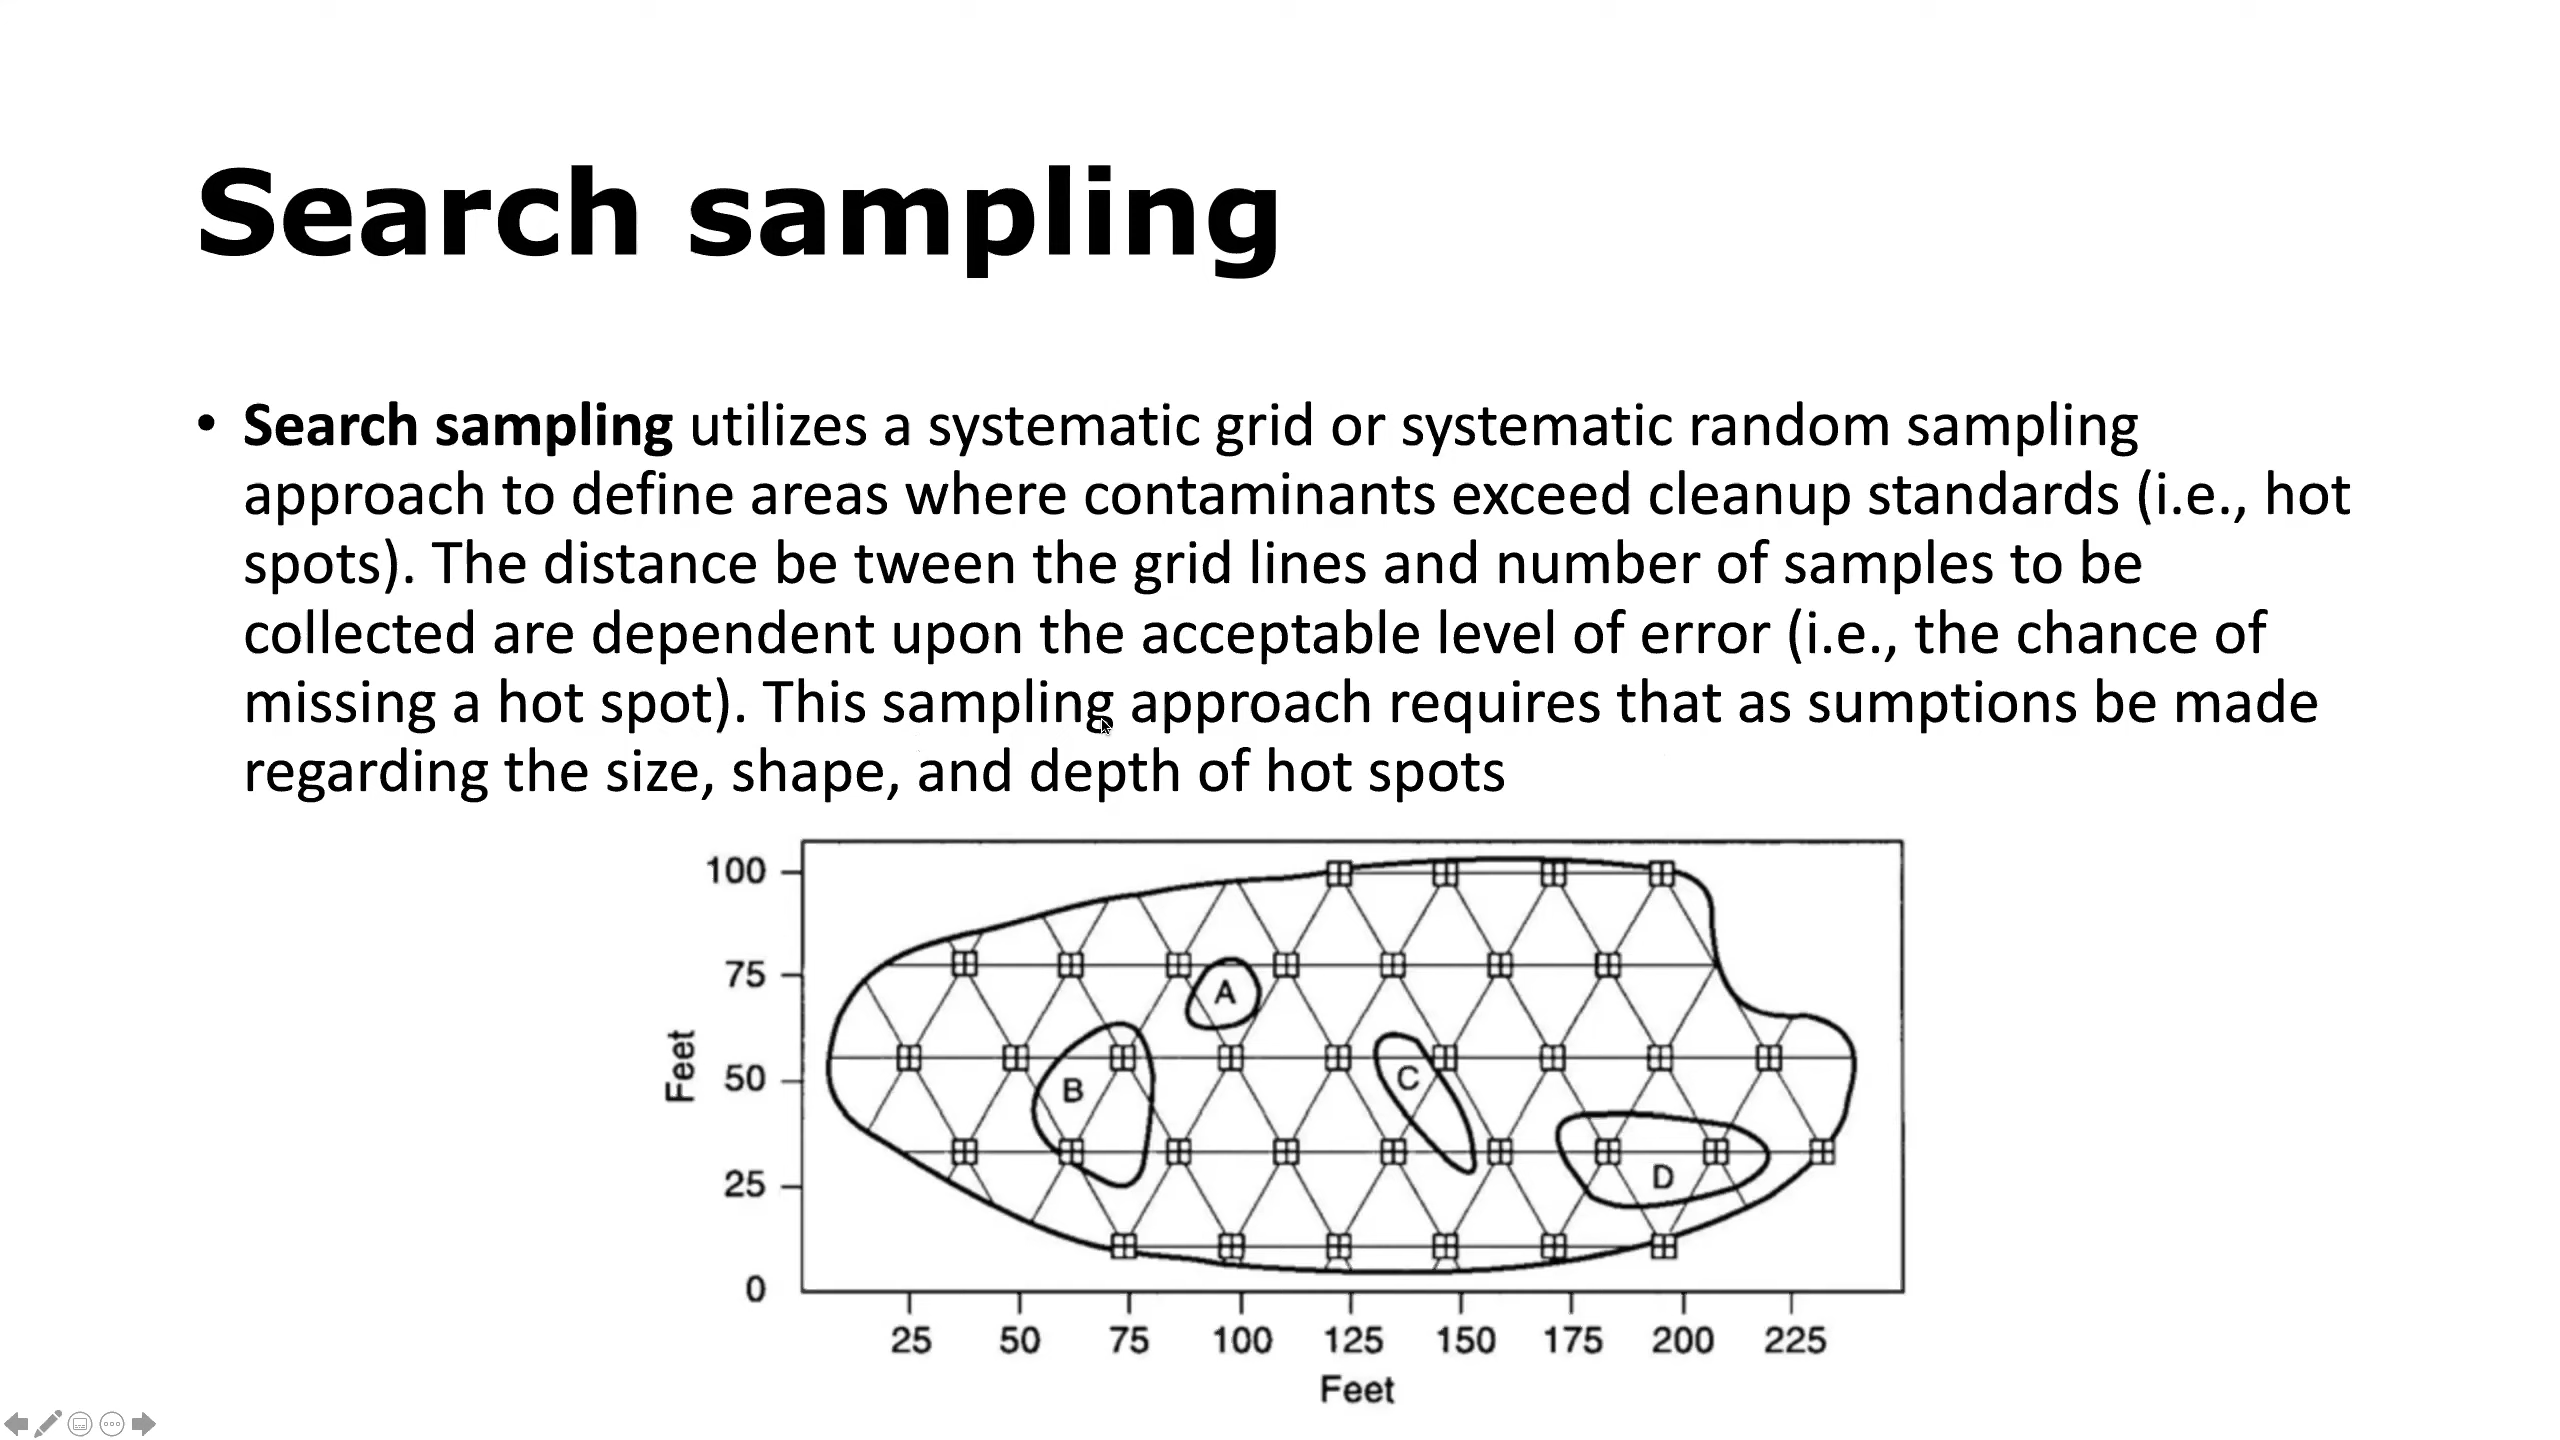 Search sampling
• Search sampling utilizes a systematic grid or systematic random sampling
approach to define areas where contaminants exceed cleanup standards (i.e., hot
spots). The distance be tween the grid lines and number of samples to be
collected are dependent upon the acceptable level of error (i.e., the chance of
missing a hot spot). This sampling approach requires that as sumptions be made
regarding the size, shape, and depth of hot spots
100
75
50
25
0
Feet
A
B
C
D
25 50 75 100 125 150 175 200 225
Feet